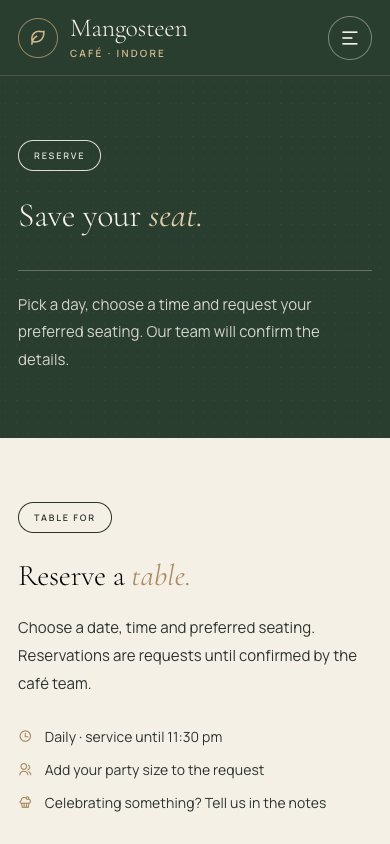 Mangosteen
CAFÉ · INDORE
RESERVE
Save your seat.
Pick a day, choose a time and request your
preferred seating. Our team will confirm the
details.
TABLE FOR
Reserve a table.
Choose a date, time and preferred seating.
Reservations are requests until confirmed by the
café team.
Daily · service until 11:30 pm
Add your party size to the request
Celebrating something? Tell us in the notes